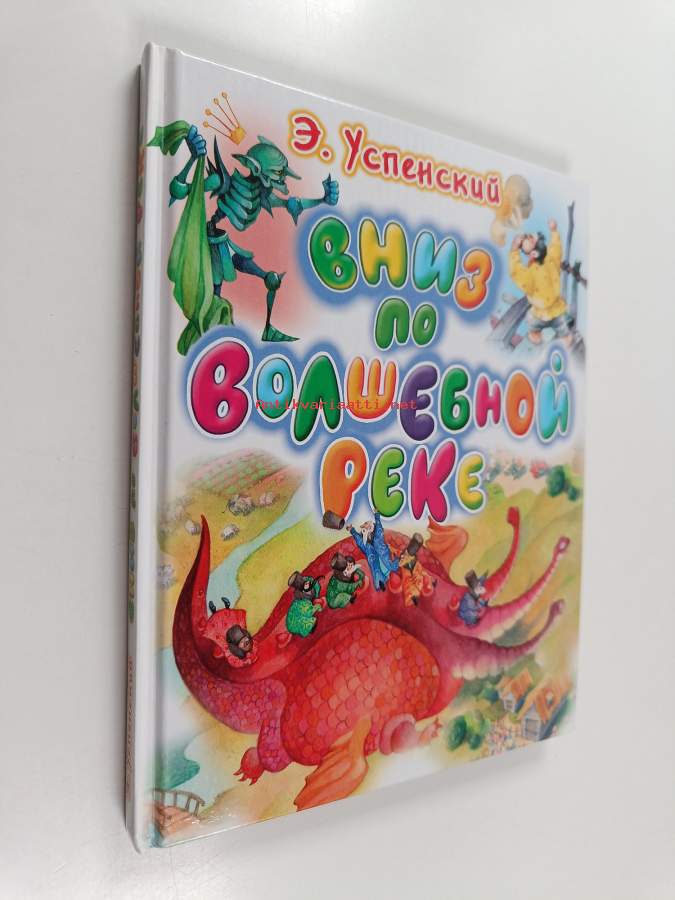 Э. Успенский
ВНИЗ
ПО
ВОЛШЕБНОЙ
РЕКЕ
Antikvariaatti.net